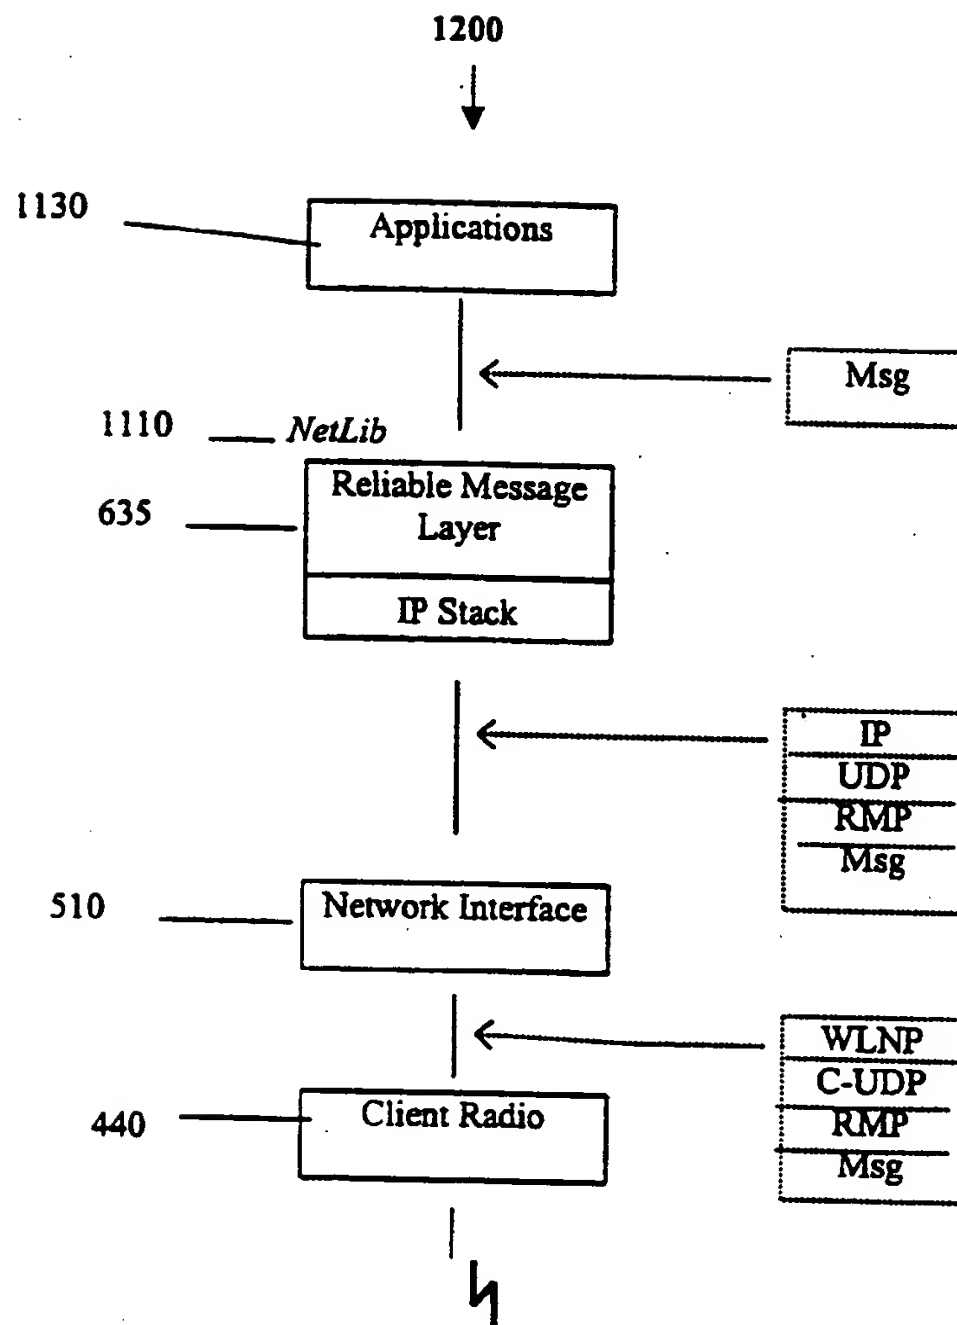 1200
1130
Applications
Msg
1110
NetLib
635
Reliable Message
Layer
IP Stack
IP
UDP
RMP
Msg
510
Network Interface
WLNP
C-UDP
RMP
Msg
440
Client Radio